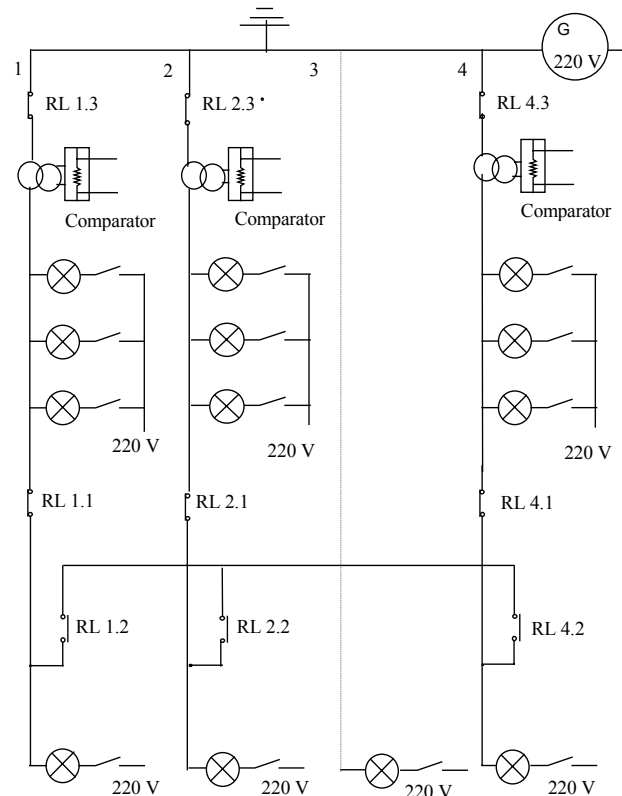 G
220 V
1
2
3
4
RL 1.3
RL 2.3
RL 4.3
Comparator
Comparator
Comparator
220 V
220 V
220 V
RL 1.1
RL 2.1
RL 4.1
RL 1.2
RL 2.2
RL 4.2
220 V
220 V
220 V
220 V